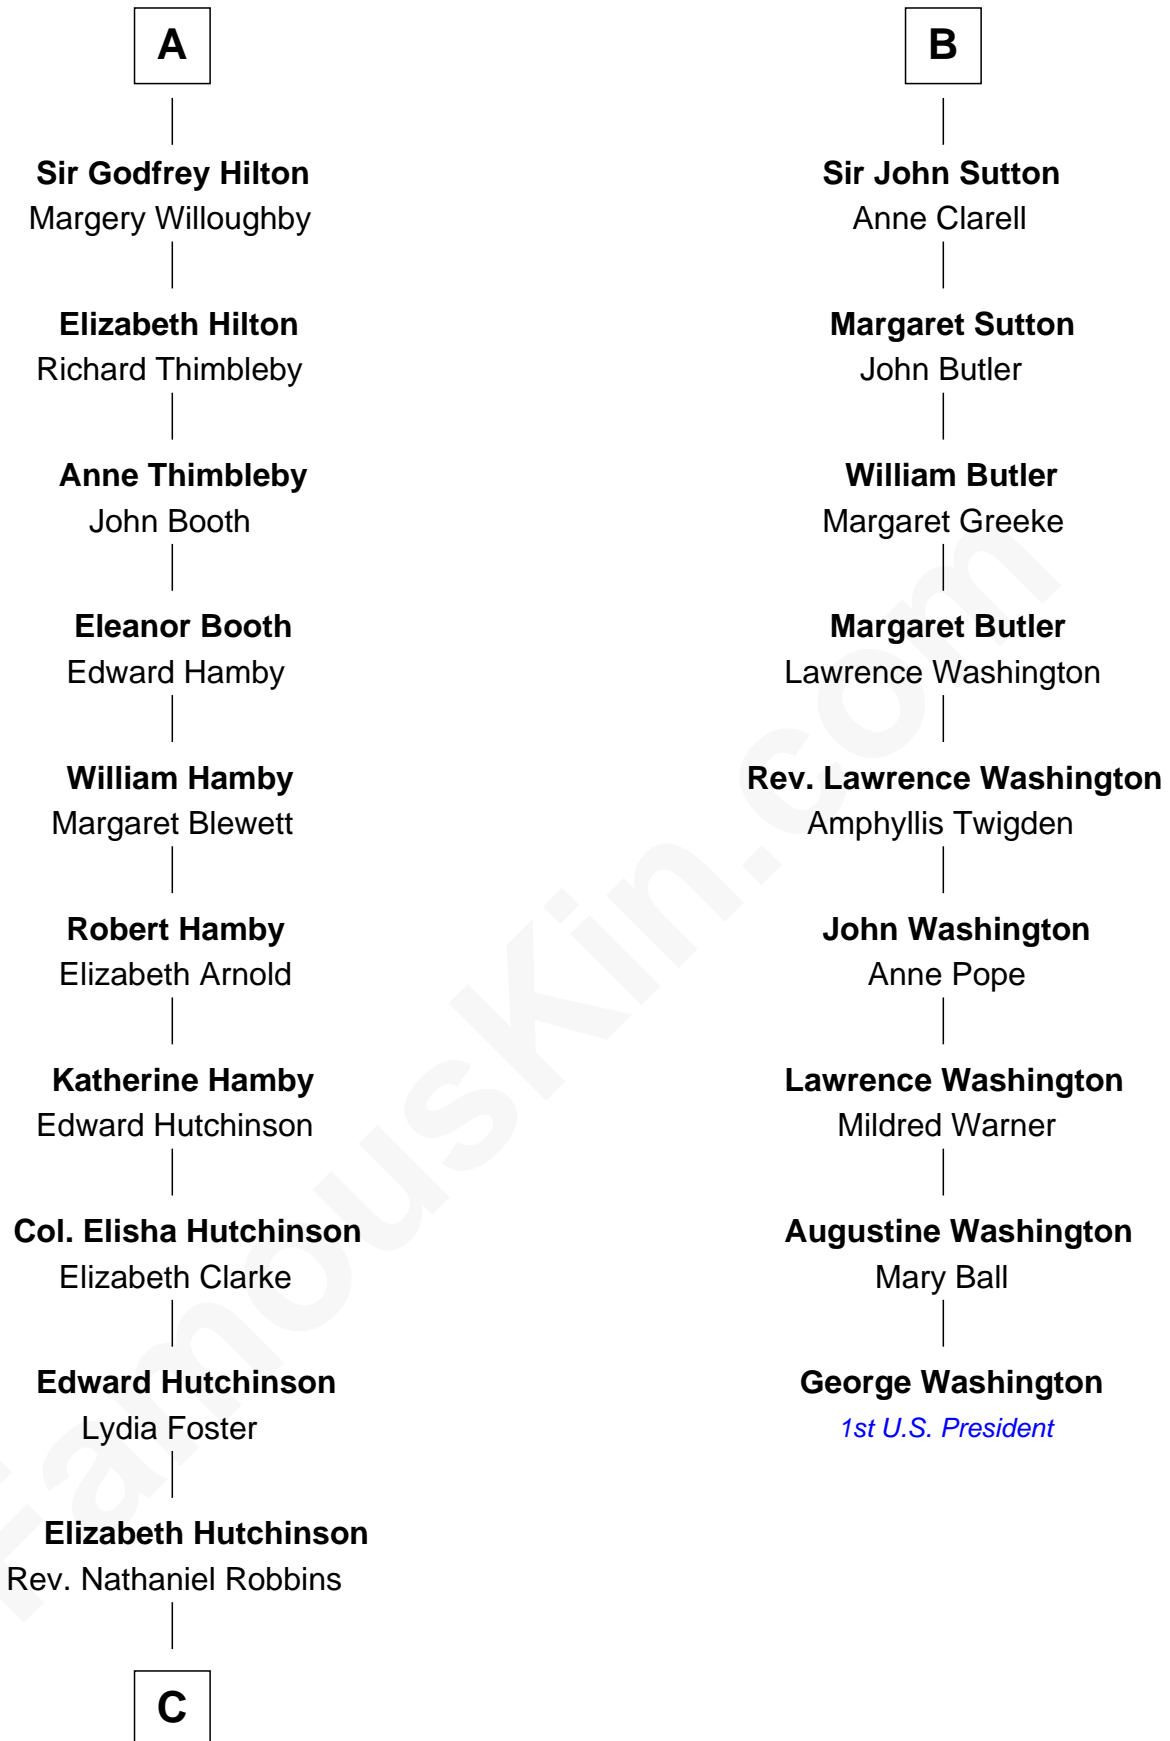 A
Sir Godfrey Hilton
Margery Willoughby
Elizabeth Hilton
Richard Thimbleby
Anne Thimbleby
John Booth
Eleanor Booth
Edward Hamby
William Hamby
Margaret Blewett
Robert Hamby
Elizabeth Arnold
Katherine Hamby
Edward Hutchinson
Col. Elisha Hutchinson
Elizabeth Clarke
Edward Hutchinson
Lydia Foster
Elizabeth Hutchinson
Rev. Nathaniel Robbins
C
B
Sir John Sutton
Anne Clarell
Margaret Sutton
John Butler
William Butler
Margaret Greeke
Margaret Butler
Lawrence Washington
Rev. Lawrence Washington
Amphyllis Twigden
John Washington
Anne Pope
Lawrence Washington
Mildred Warner
Augustine Washington
Mary Ball
George Washington
1st U.S. President
FamousKin.com